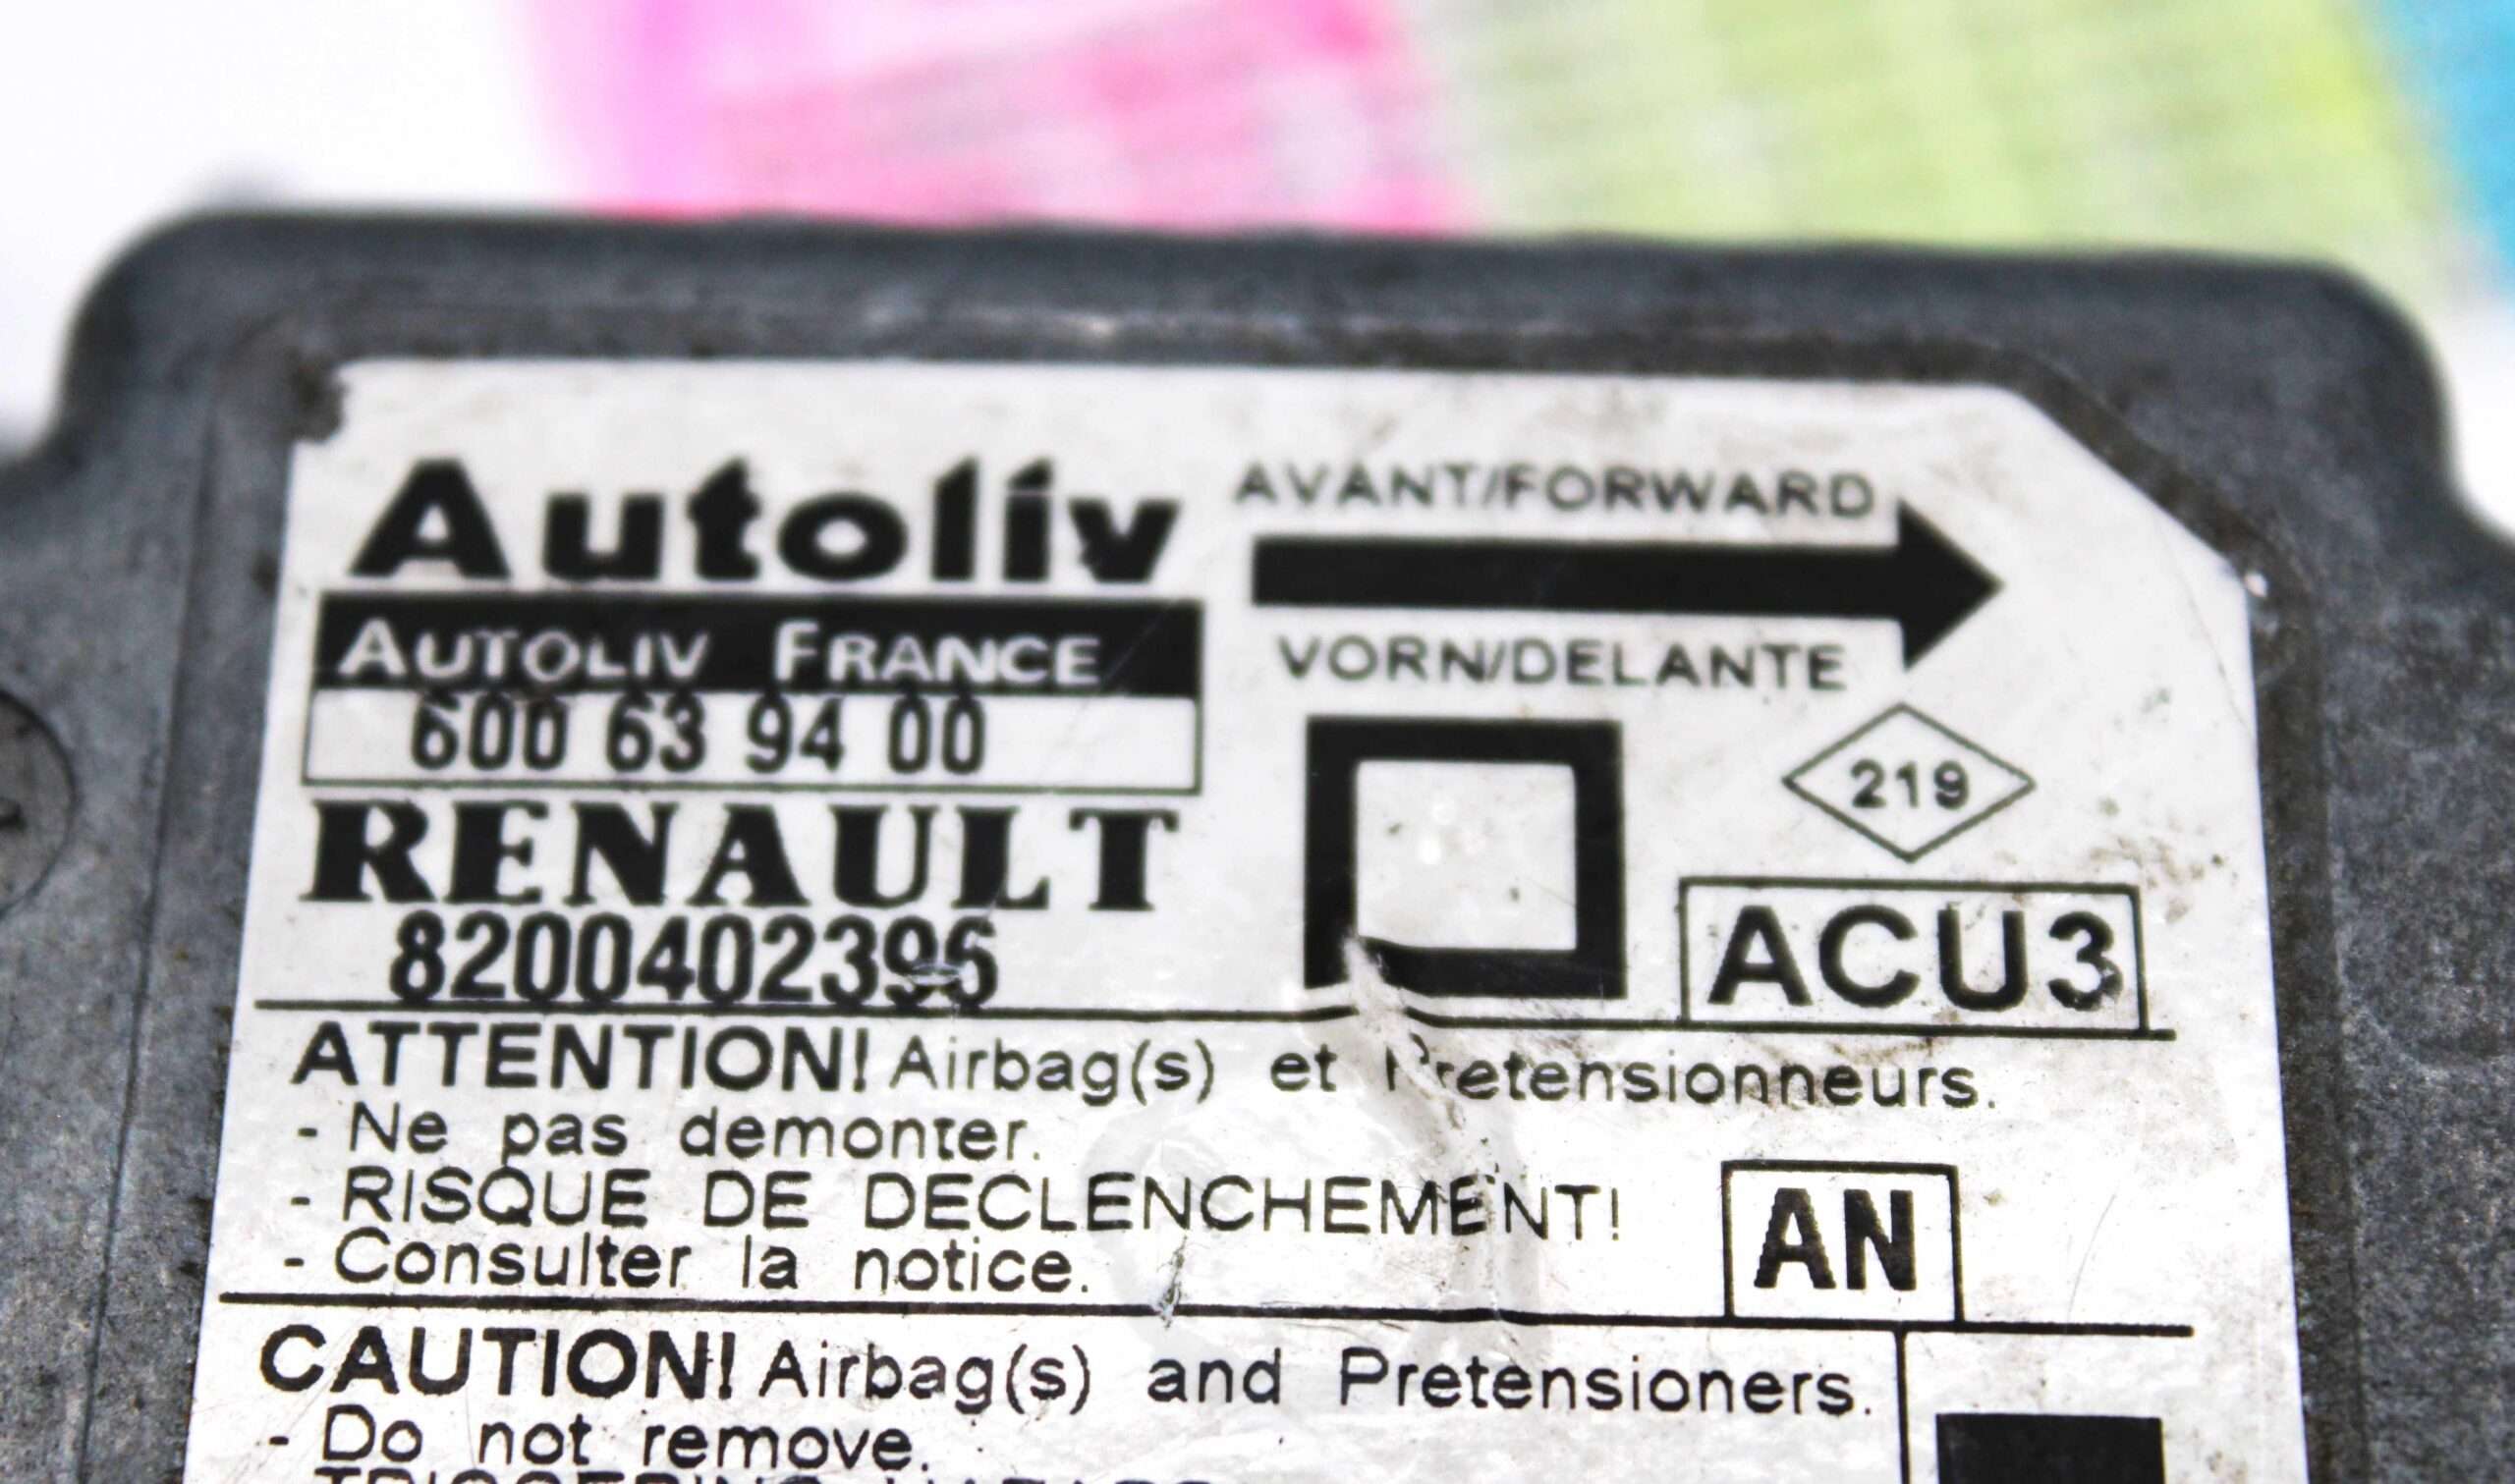 Autoliv
AUTOLIV FRANCE
600 63 94 00
RENAULT
8200402396
AVANT/FORWARD
VORN/DELANTE
219
ACU3
ATTENTION! Airbag(s) et Pretensionneurs.
- Ne pas demonter.
- RISQUE DE DECLENCHEMENT!
- Consulter la notice.
AN
CAUTION! Airbag(s) and Pretensioners.
- Do not remove.